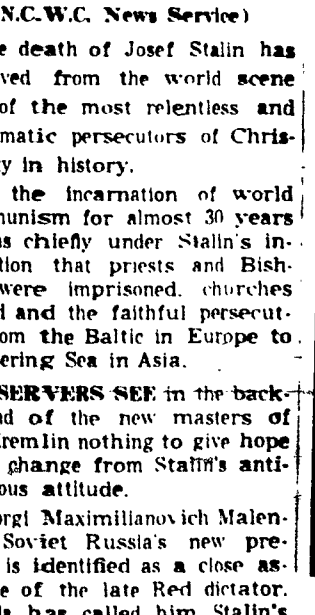 N.C.W.C. News Service)
e death of Josef Stalin has
ved from the world scene
of the most relentless and
matic persecutors of Chris-
y in history.
the incarnation of world
munism for almost 30 years
s chiefly under Stalin's in-
tion that priests and Bish-
were imprisoned, churches
d and the faithful persecut-
om the Baltic in Europe to
ering Sea in Asia.
SERVERS SEE in the back-
nd of the new masters of
remlin nothing to give hope
change from Stalin's anti-
ous attitude.
orgi Maximilianovich Malen-
Soviet Russia's new pre-
is identified as a close as-
e of the late Red dictator.
has called him Stalin's